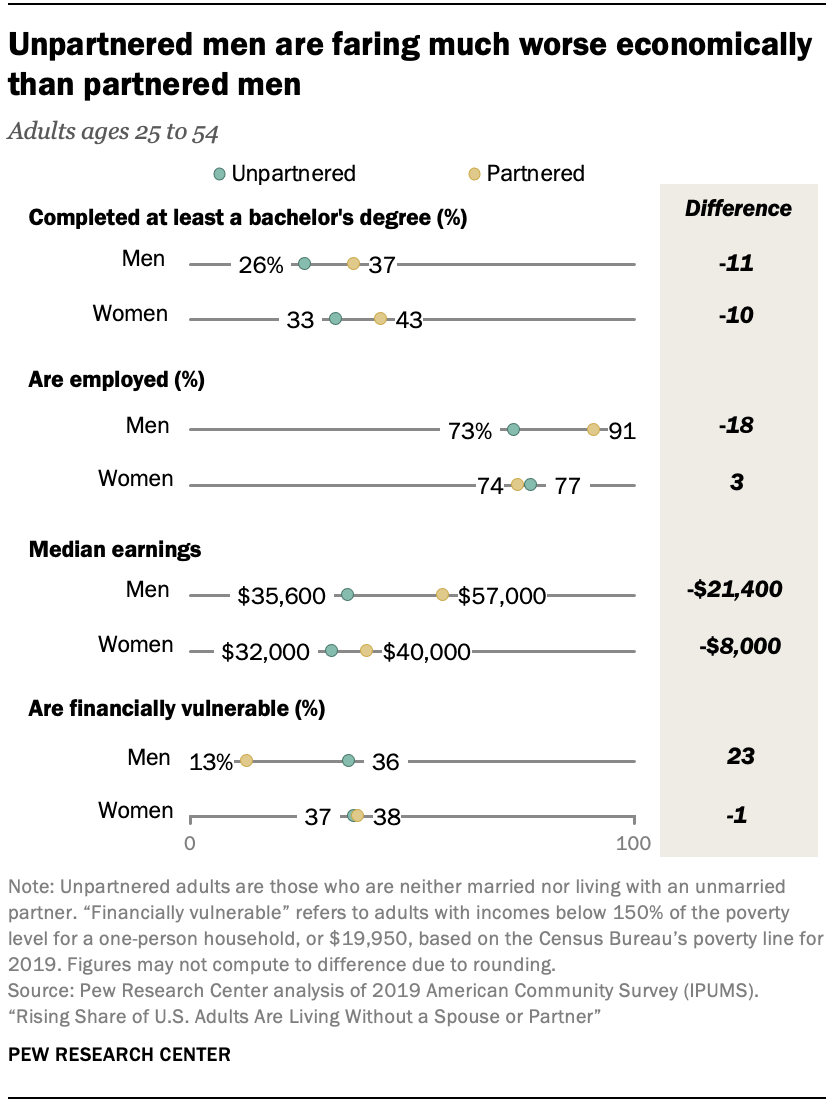 Unpartnered men are faring much worse economically
than partnered men
Adults ages 25 to 54
Unpartnered Partnered
Difference
Completed at least a bachelor's degree (%)
Men 26% 37 -11
Women 33 43 -10
Are employed (%)
Men 73% 91 -18
Women 74 77 3
Median earnings
Men $35,600 $57,000 -$21,400
Women $32,000 $40,000 -$8,000
Are financially vulnerable (%)
Men 13% 36 23
Women 37 38 -1
0 100
Note: Unpartnered adults are those who are neither married nor living with an unmarried
partner. “Financially vulnerable” refers to adults with incomes below 150% of the poverty
level for a one-person household, or $19,950, based on the Census Bureau’s poverty line for
2019. Figures may not compute to difference due to rounding.
Source: Pew Research Center analysis of 2019 American Community Survey (IPUMS).
“Rising Share of U.S. Adults Are Living Without a Spouse or Partner”
PEW RESEARCH CENTER